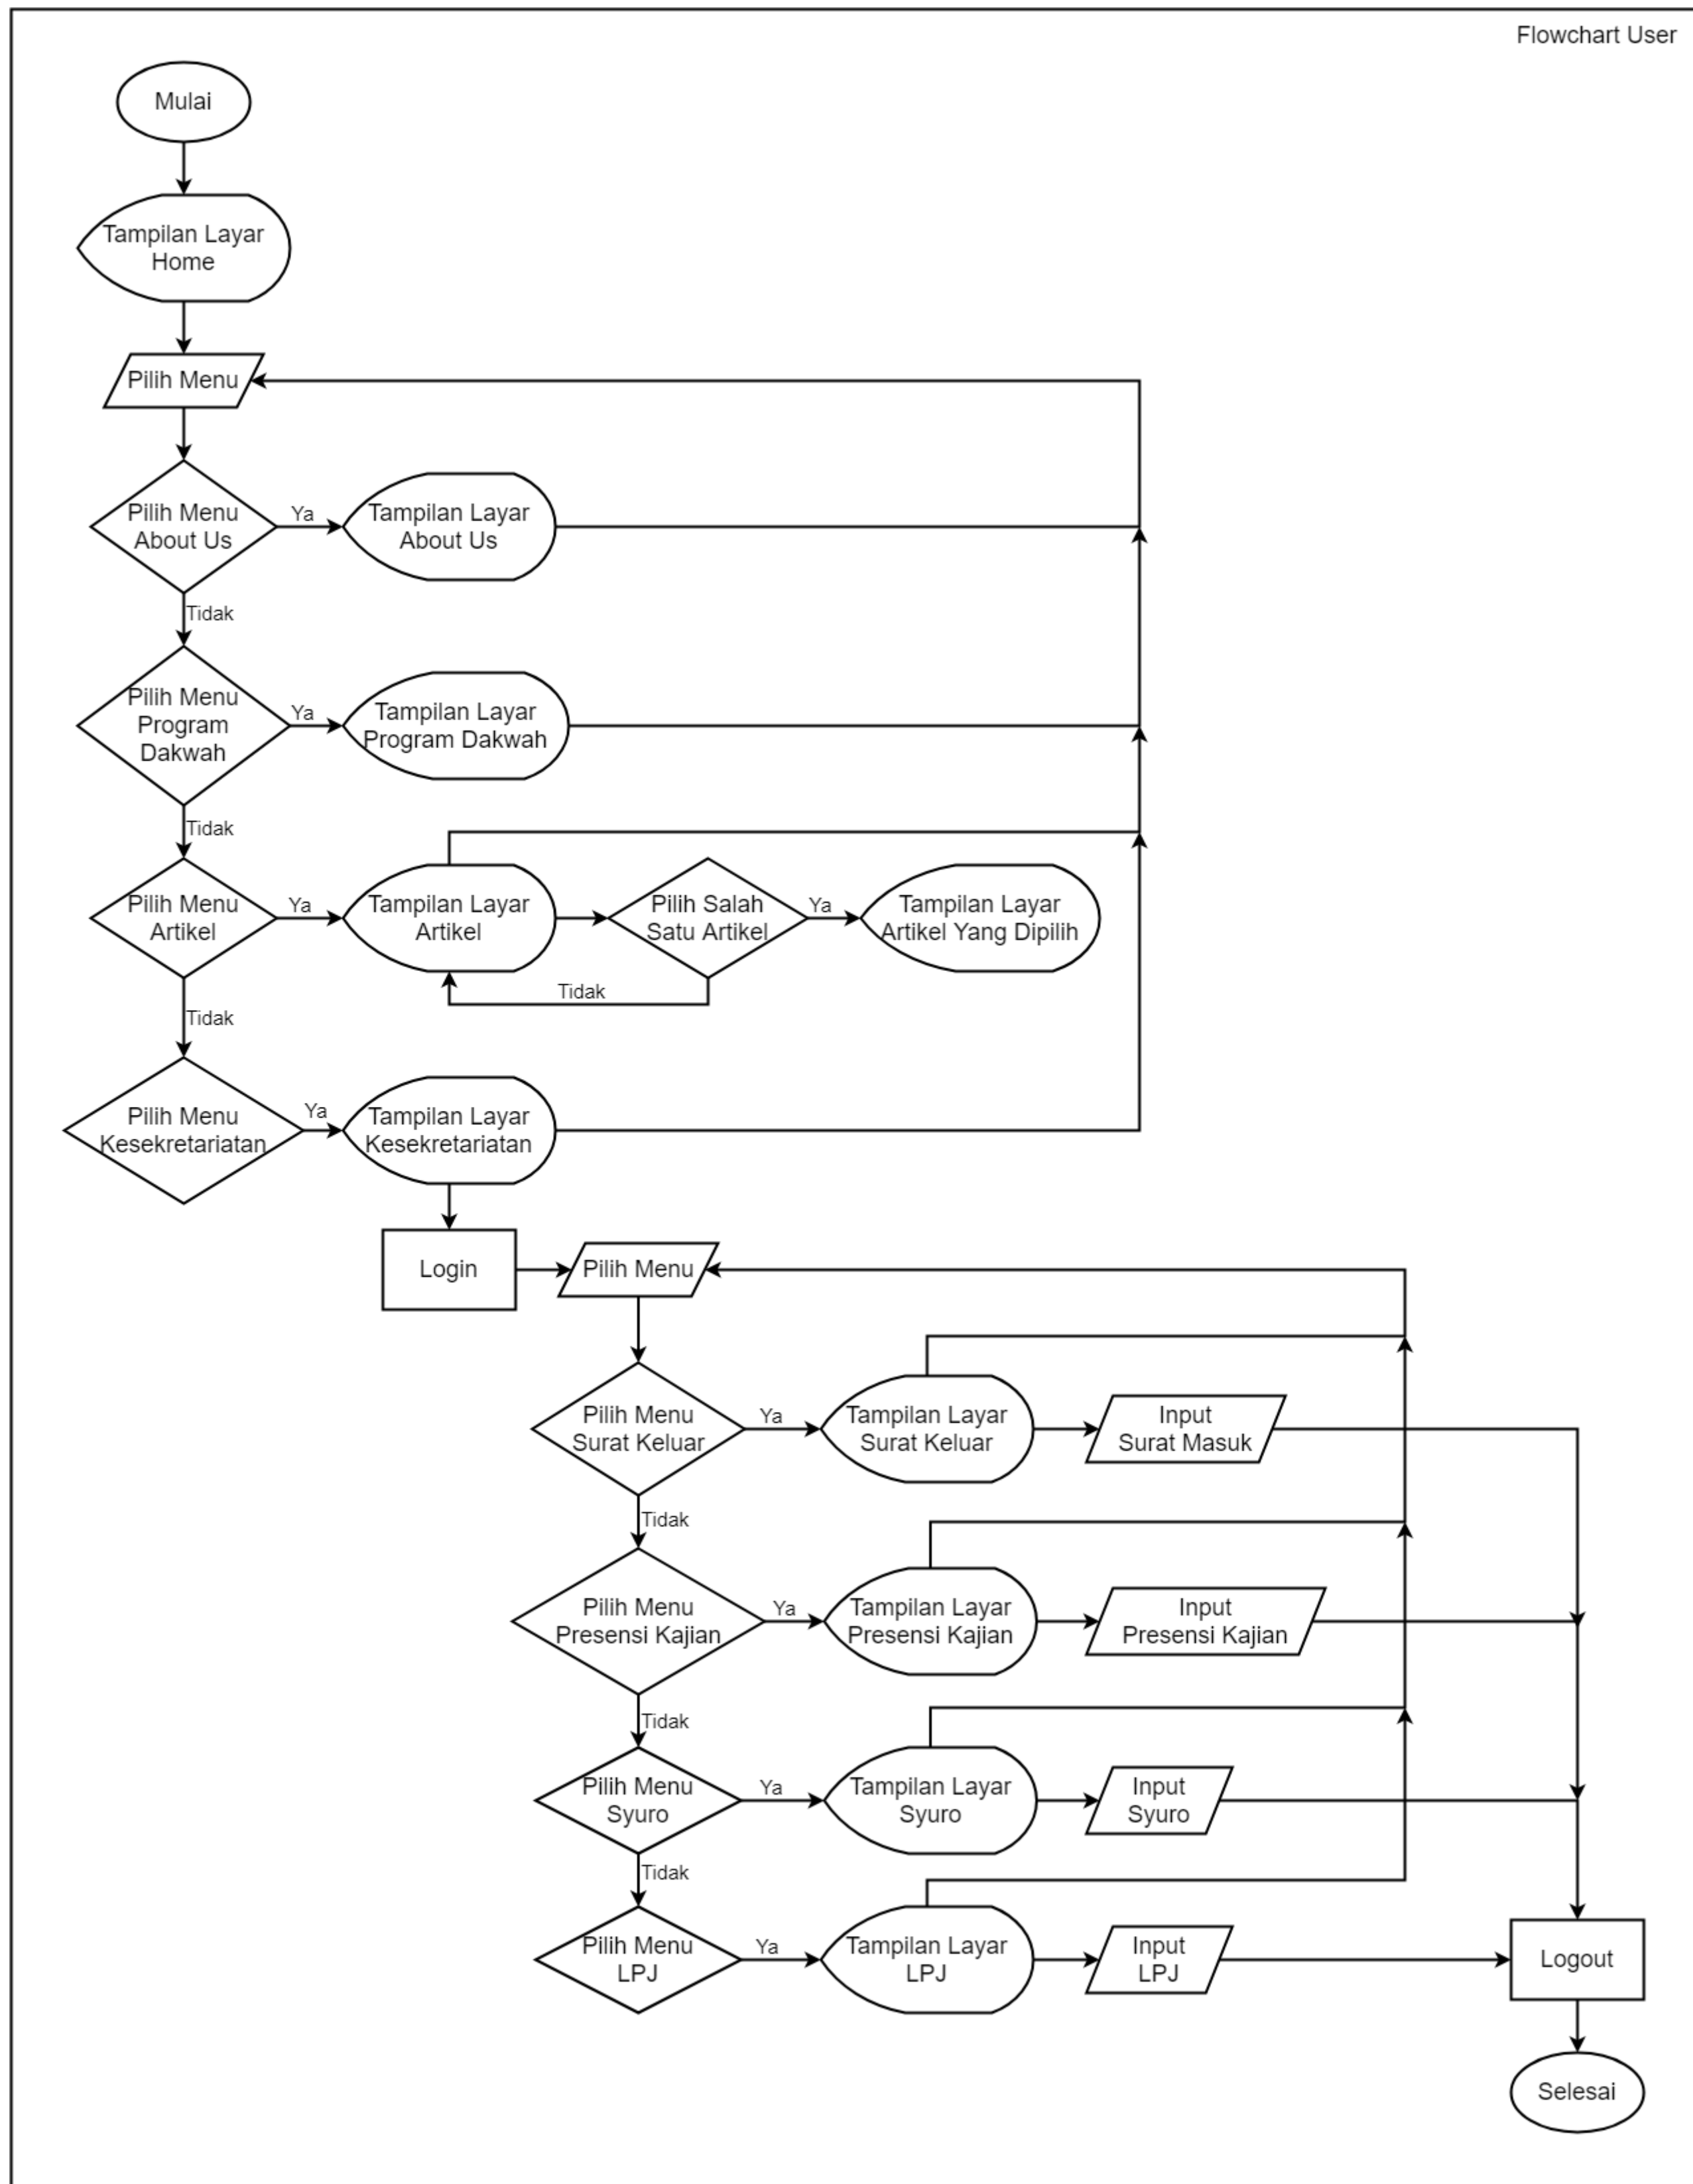 Flowchart User
Mulai
Tampilan Layar
Home
Pilih Menu
Pilih Menu
About Us
Ya
Tampilan Layar
About Us
Tidak
Pilih Menu
Program
Dakwah
Ya
Tampilan Layar
Program Dakwah
Tidak
Pilih Menu
Artikel
Ya
Tampilan Layar
Artikel
Pilih Salah
Satu Artikel
Ya
Tampilan Layar
Artikel Yang Dipilih
Tidak
Tidak
Pilih Menu
Kesekretariatan
Ya
Tampilan Layar
Kesekretariatan
Login
Pilih Menu
Pilih Menu
Surat Keluar
Ya
Tampilan Layar
Surat Keluar
Input
Surat Masuk
Tidak
Pilih Menu
Presensi Kajian
Ya
Tampilan Layar
Presensi Kajian
Input
Presensi Kajian
Tidak
Pilih Menu
Syuro
Ya
Tampilan Layar
Syuro
Input
Syuro
Tidak
Pilih Menu
LPJ
Ya
Tampilan Layar
LPJ
Input
LPJ
Logout
Selesai